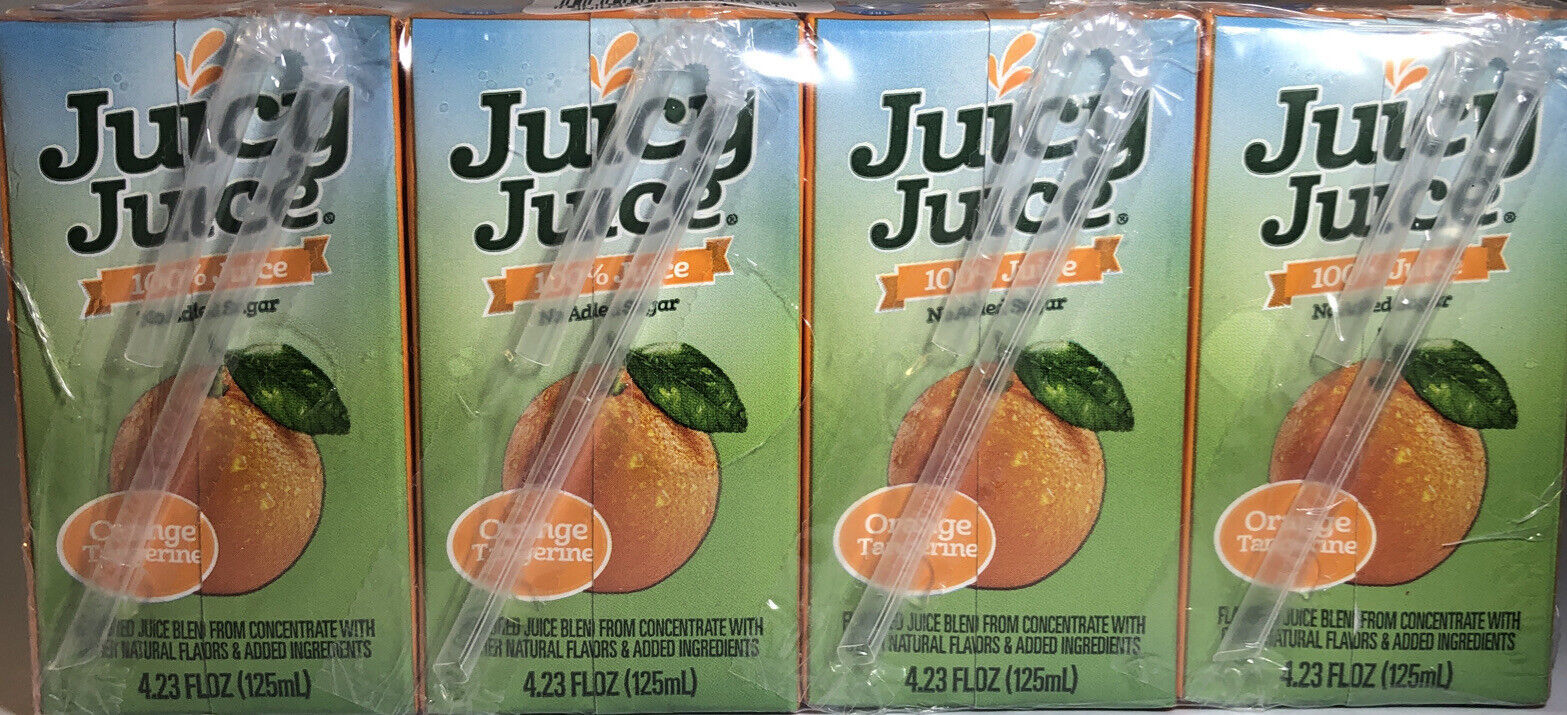 Juicy
Juice®
100% Juice
No Added Sugar
Orange
Tangerine
JUICE BLEND FROM CONCENTRATE WITH
NATURAL FLAVORS & ADDED INGREDIENTS
4.23 FL OZ (125mL)
Juicy
Juice®
100% Juice
No Added Sugar
Orange
Tangerine
JUICE BLEND FROM CONCENTRATE WITH
NATURAL FLAVORS & ADDED INGREDIENTS
4.23 FL OZ (125mL)
Juicy
Juice®
100% Juice
No Added Sugar
Orange
Tangerine
JUICE BLEND FROM CONCENTRATE WITH
NATURAL FLAVORS & ADDED INGREDIENTS
4.23 FL OZ (125mL)
Juicy
Juice®
100% Juice
No Added Sugar
Orange
Tangerine
JUICE BLEND FROM CONCENTRATE WITH
NATURAL FLAVORS & ADDED INGREDIENTS
4.23 FL OZ (125mL)